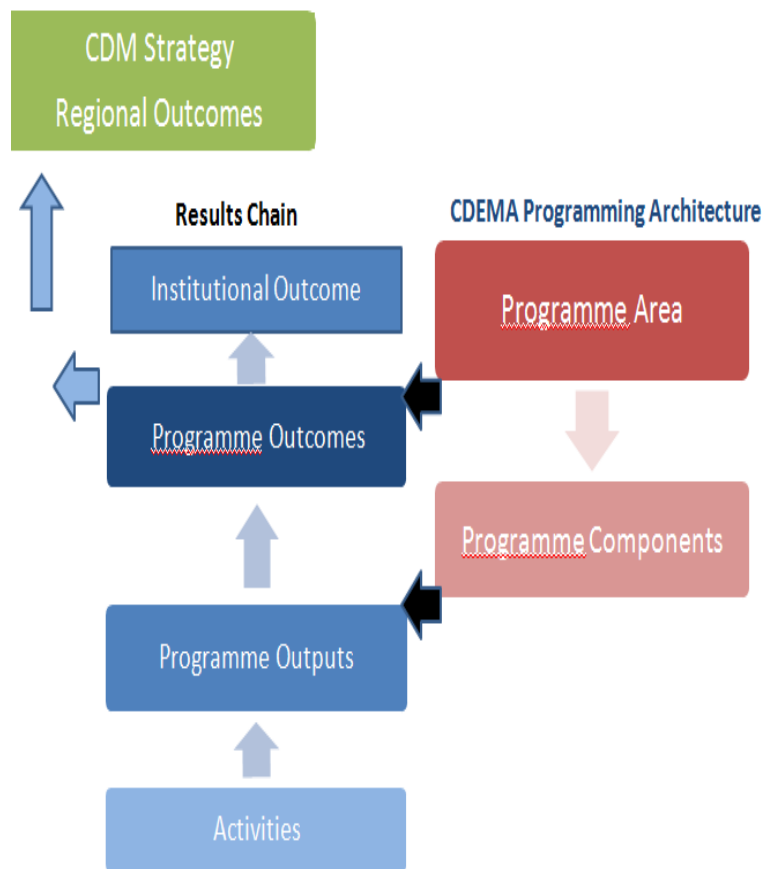 CDM Strategy
Regional Outcomes
Results Chain
CDEMA Programming Architecture
Institutional Outcome
Programme Area
Programme Outcomes
Programme Components
Programme Outputs
Activities